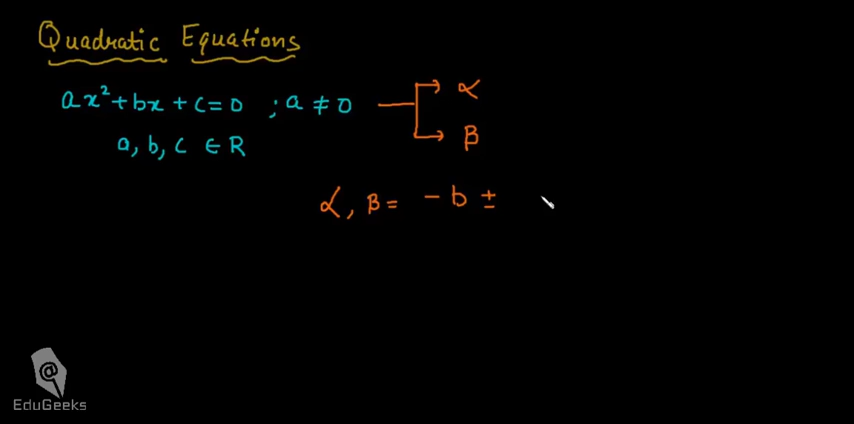 Quadratic Equations
ax² + bx + c = 0 ; a ≠ 0
α
β
a, b, c ∈ R
α, β = - b ±
@
EduGeeks